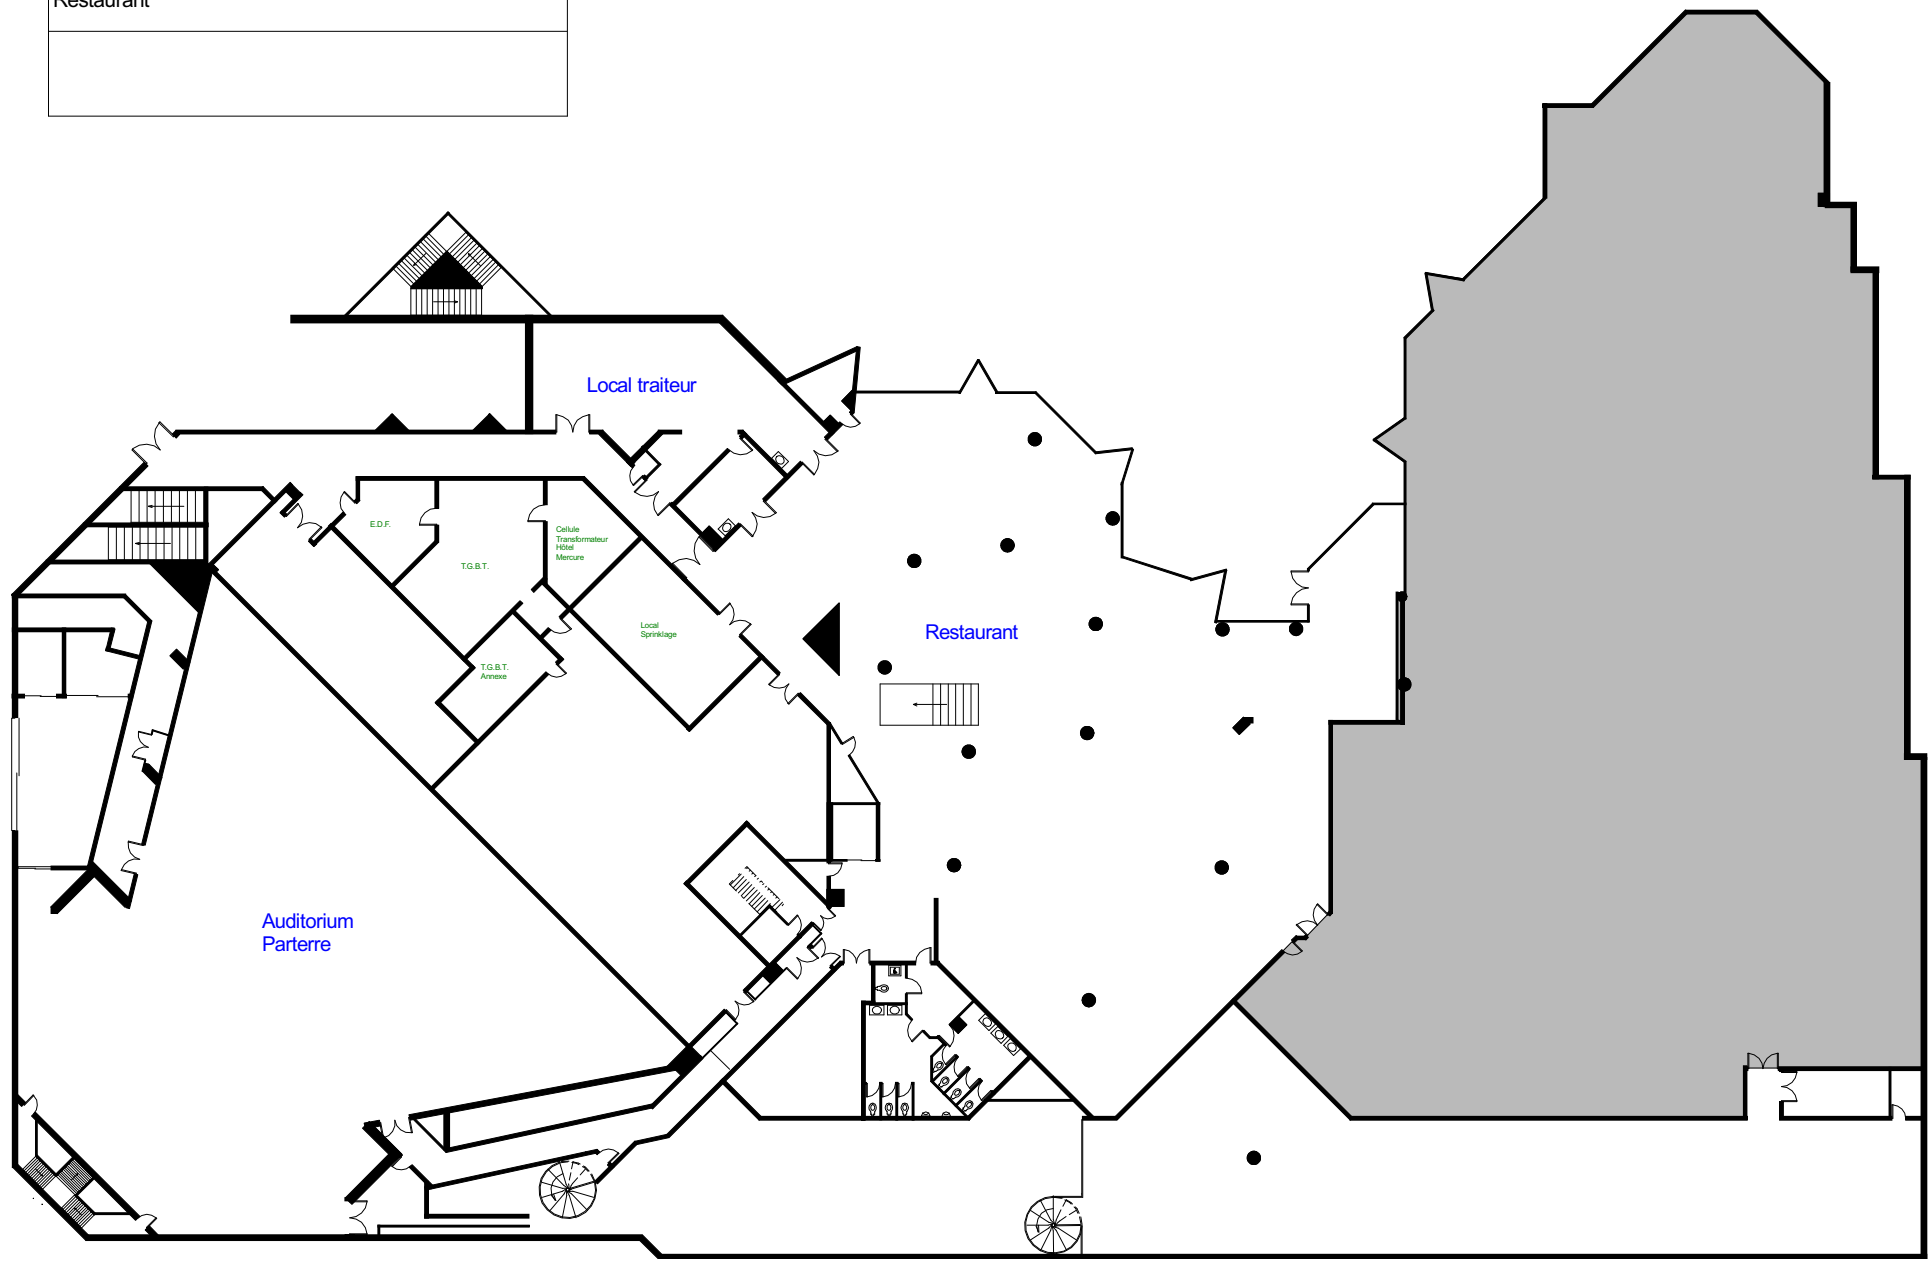 Restaurant
Local traiteur
E.D.F.
Cellule
Transformateur
Hôtel
Mercure
T.G.B.T.
Local
Sprinklage
Restaurant
T.G.B.T.
Annexe
Auditorium
Parterre